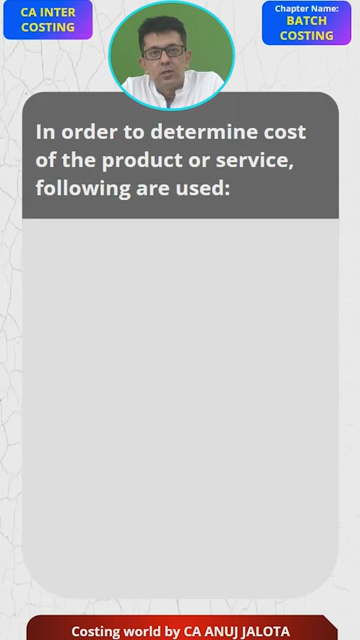 CA INTER
COSTING
Chapter Name:
BATCH
COSTING
In order to determine cost
of the product or service,
following are used:
Costing world by CA ANUJ JALOTA